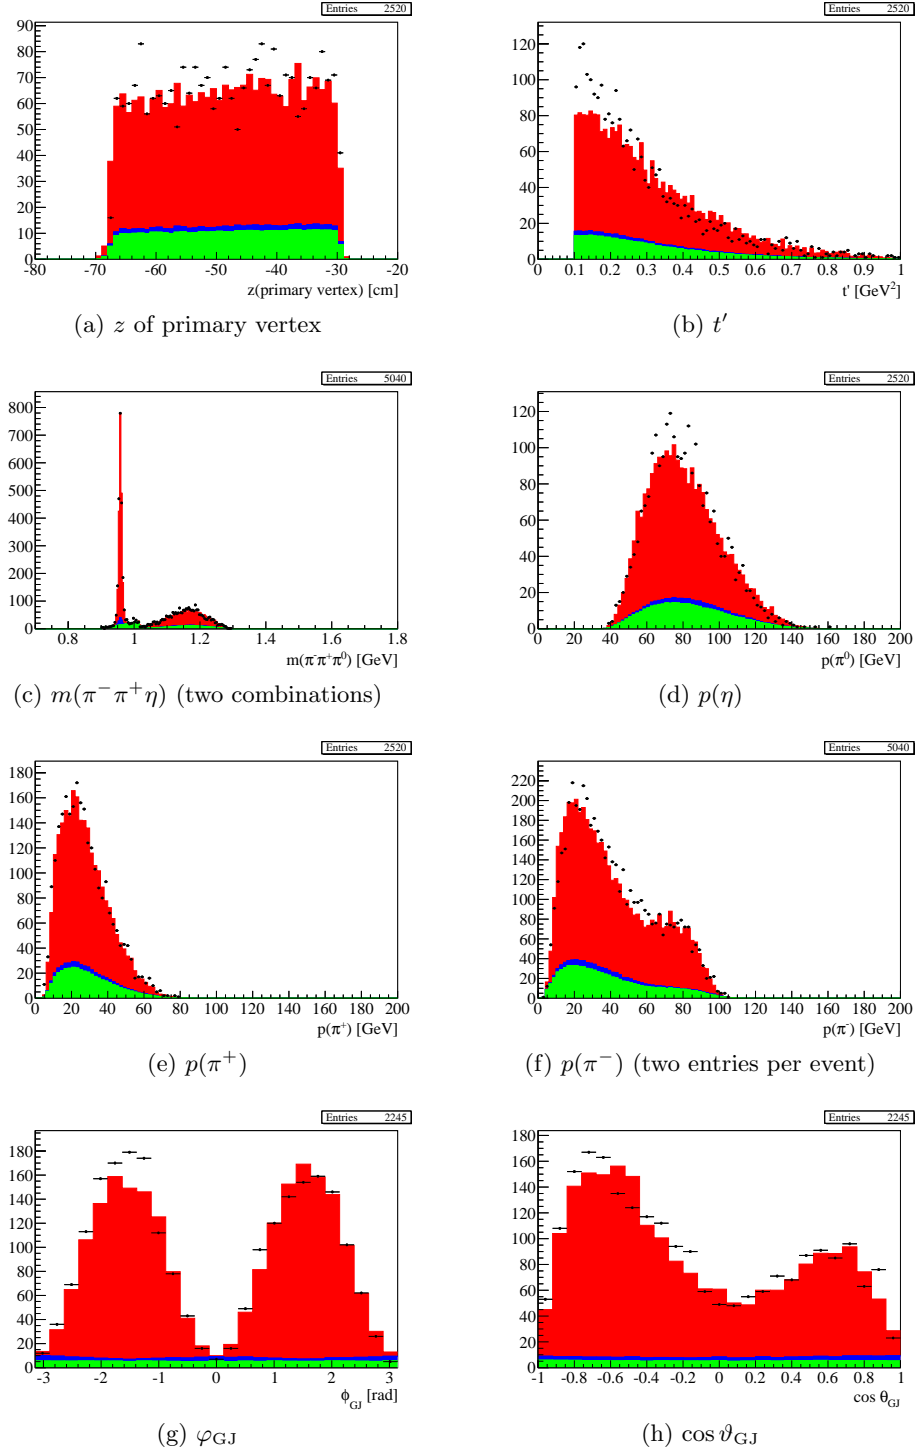 Entries 2520
90
80
70
60
50
40
30
20
10
0
-80 -70 -60 -50 -40 -30 -20
z(primary vertex) [cm]
(a) z of primary vertex
Entries 2520
120
100
80
60
40
20
0
0 0.1 0.2 0.3 0.4 0.5 0.6 0.7 0.8 0.9 1
t' [GeV²]
(b) t′
Entries 5040
800
700
600
500
400
300
200
100
0
0.8 1 1.2 1.4 1.6 1.8
m(π⁻π⁺π⁰) [GeV]
(c) m(π⁻π⁺η) (two combinations)
Entries 2520
120
100
80
60
40
20
0
0 20 40 60 80 100 120 140 160 180 200
p(π⁰) [GeV]
(d) p(η)
Entries 2520
180
160
140
120
100
80
60
40
20
0
0 20 40 60 80 100 120 140 160 180 200
p(π⁺) [GeV]
(e) p(π⁺)
Entries 5040
220
200
180
160
140
120
100
80
60
40
20
0
0 20 40 60 80 100 120 140 160 180 200
p(π⁻) [GeV]
(f) p(π⁻) (two entries per event)
Entries 2245
180
160
140
120
100
80
60
40
20
0
-3 -2 -1 0 1 2 3
ϕ_GJ [rad]
(g) φ_GJ
Entries 2245
180
160
140
120
100
80
60
40
20
0
-1 -0.8 -0.6 -0.4 -0.2 0 0.2 0.4 0.6 0.8 1
cos θ_GJ
(h) cos ϑ_GJ